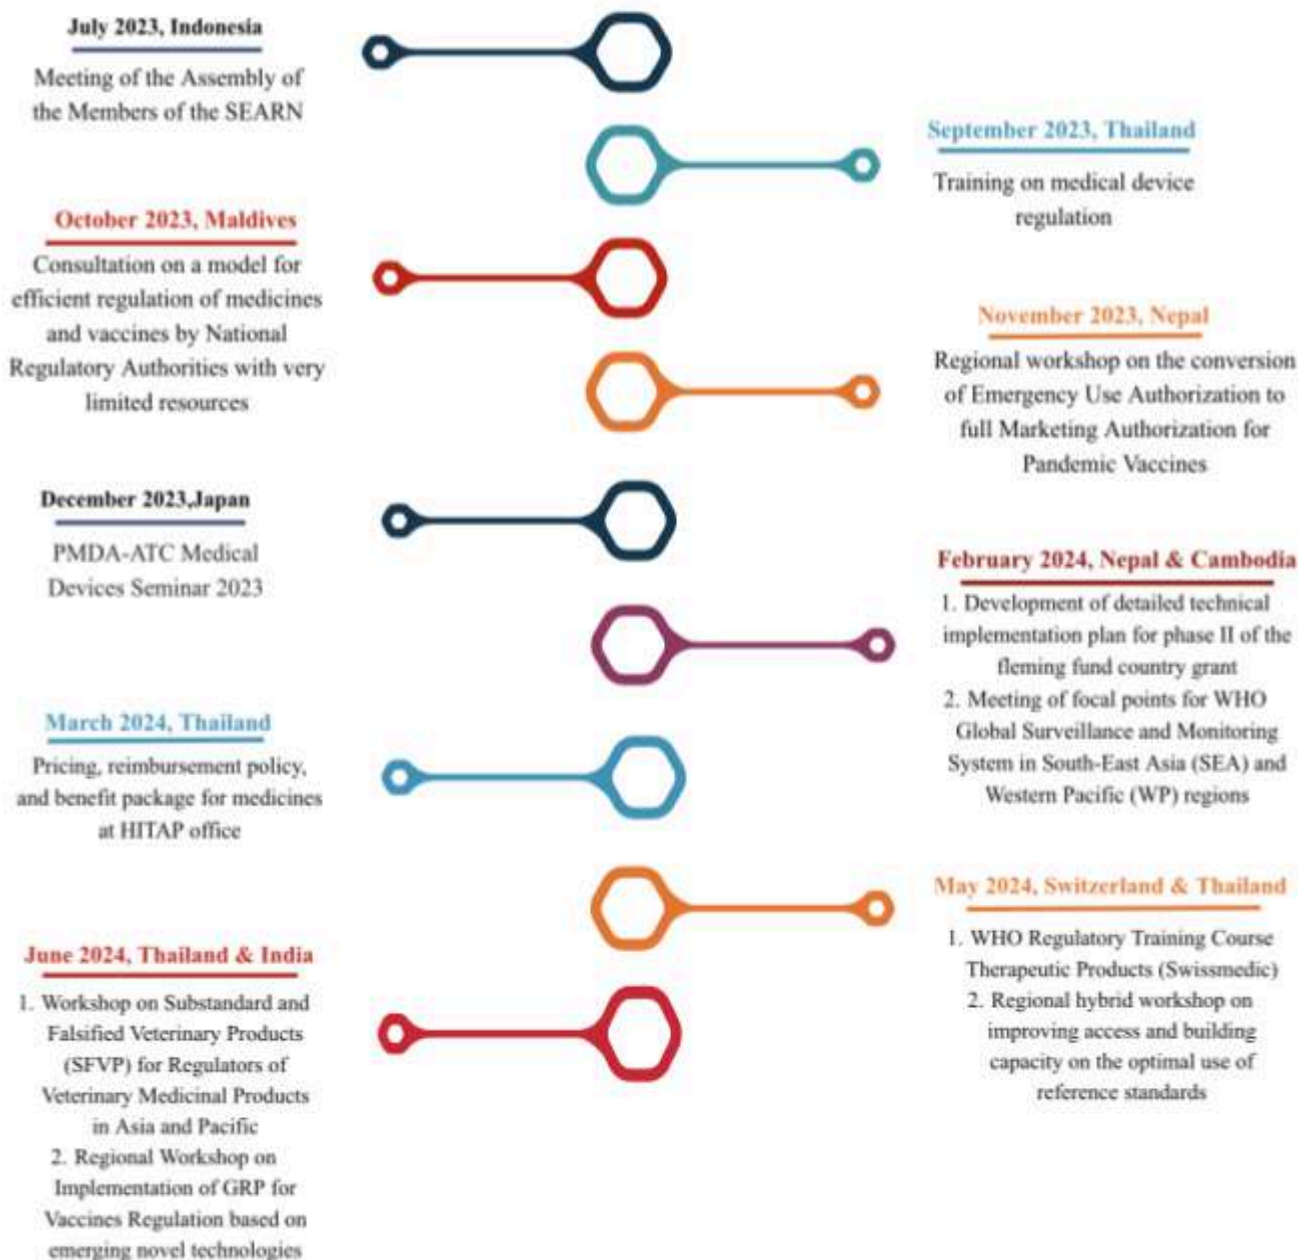 July 2023, Indonesia
Meeting of the Assembly of
the Members of the SEARN
September 2023, Thailand
Training on medical device
regulation
October 2023, Maldives
Consultation on a model for
efficient regulation of medicines
and vaccines by National
Regulatory Authorities with very
limited resources
November 2023, Nepal
Regional workshop on the conversion
of Emergency Use Authorization to
full Marketing Authorization for
Pandemic Vaccines
December 2023,Japan
PMDA-ATC Medical
Devices Seminar 2023
February 2024, Nepal & Cambodia
1. Development of detailed technical
implementation plan for phase II of the
fleming fund country grant
2. Meeting of focal points for WHO
Global Surveillance and Monitoring
System in South-East Asia (SEA) and
Western Pacific (WP) regions
March 2024, Thailand
Pricing, reimbursement policy,
and benefit package for medicines
at HITAP office
May 2024, Switzerland & Thailand
1. WHO Regulatory Training Course
Therapeutic Products (Swissmedic)
2. Regional hybrid workshop on
improving access and building
capacity on the optimal use of
reference standards
June 2024, Thailand & India
1. Workshop on Substandard and
Falsified Veterinary Products
(SFVP) for Regulators of
Veterinary Medicinal Products
in Asia and Pacific
2. Regional Workshop on
Implementation of GRP for
Vaccines Regulation based on
emerging novel technologies